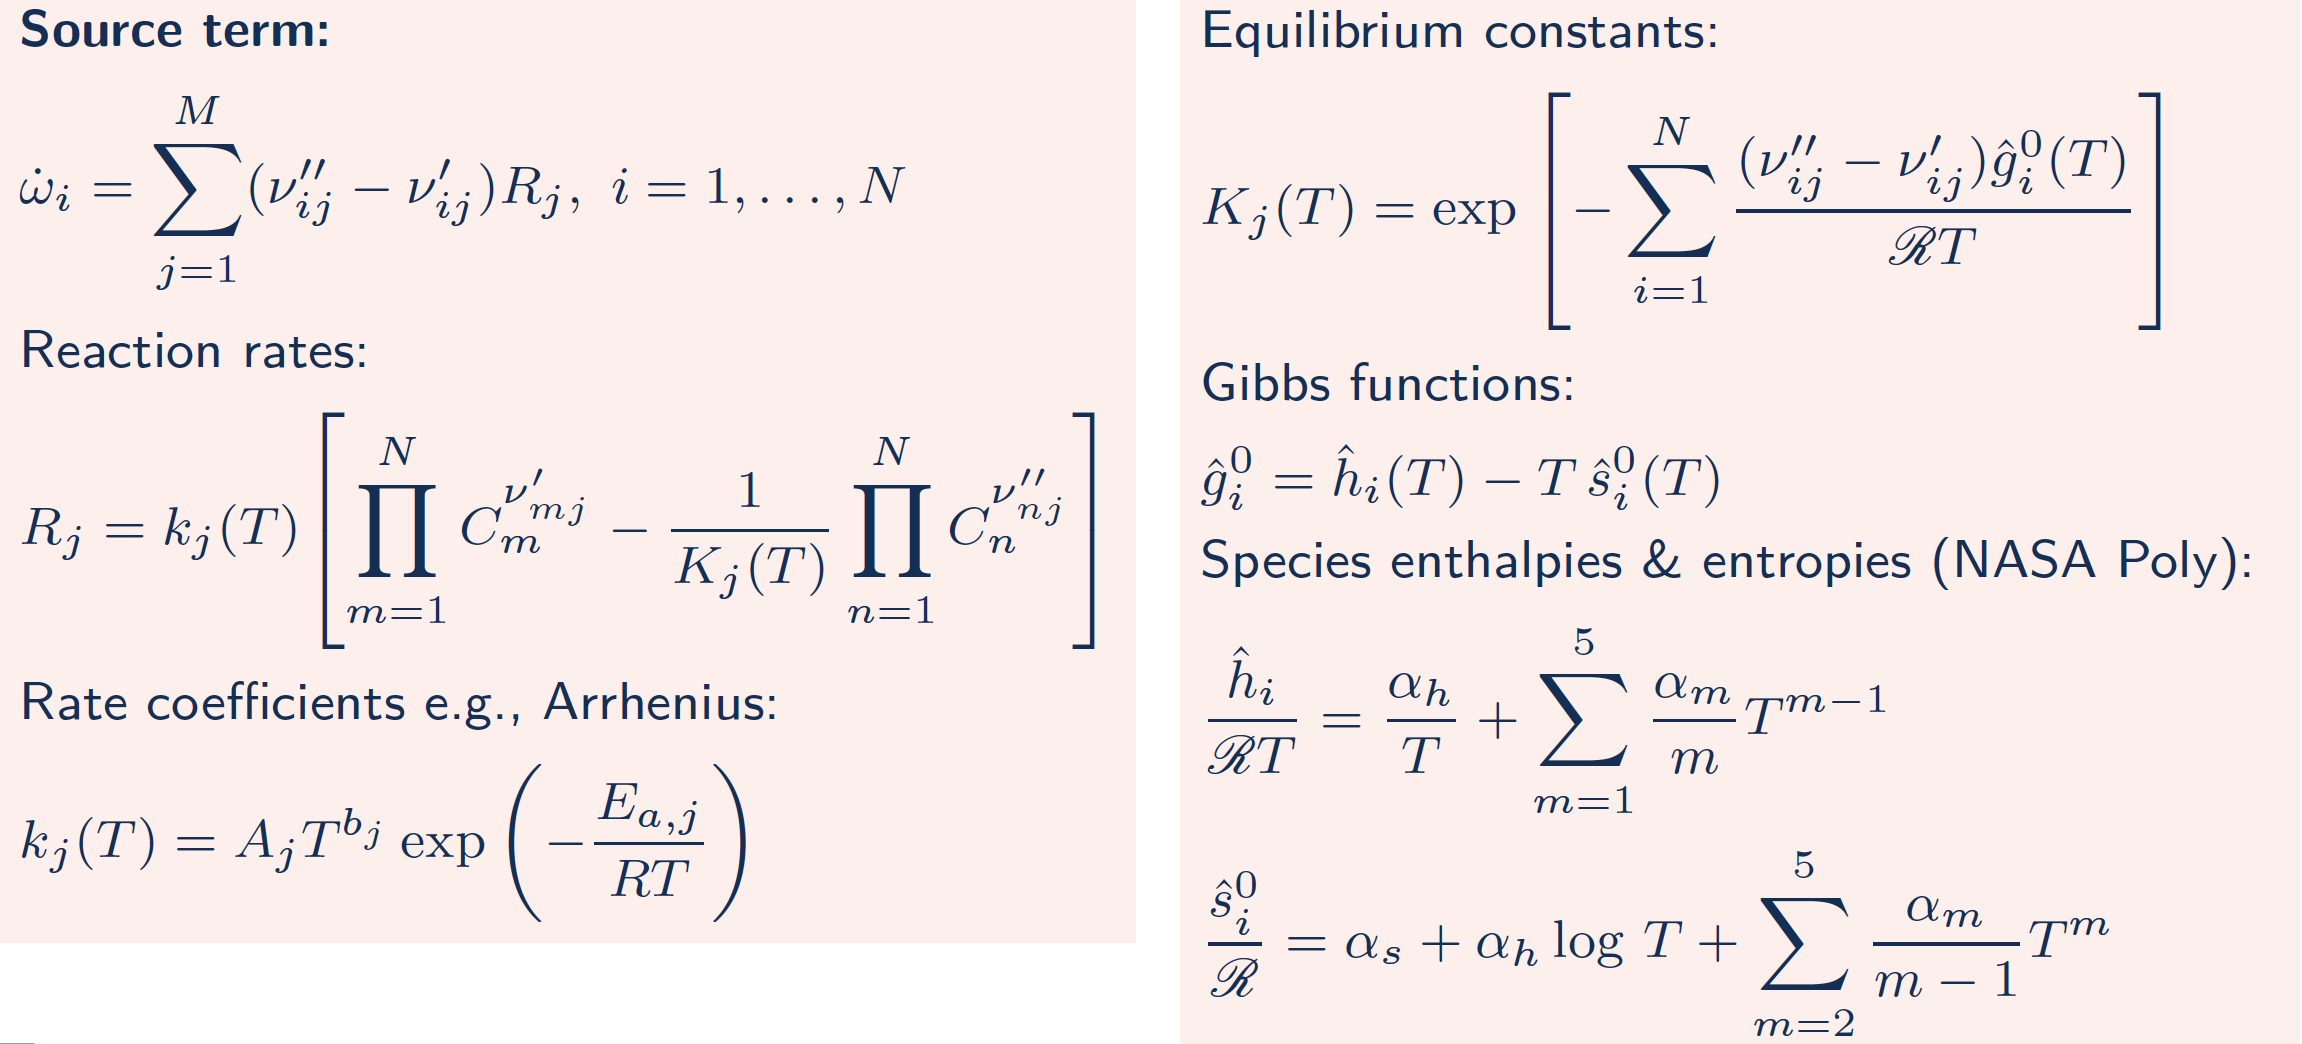 Source term:
$\dot{\omega}_i = \sum_{j=1}^{M} (\nu''_{ij} - \nu'_{ij}) R_j, \ i = 1, \ldots, N$
Reaction rates:
$R_j = k_j(T) \left[ \prod_{m=1}^{N} C_m^{\nu'_{mj}} - \frac{1}{K_j(T)} \prod_{n=1}^{N} C_n^{\nu''_{nj}} \right]$
Rate coefficients e.g., Arrhenius:
$k_j(T) = A_j T^{b_j} \exp \left( -\frac{E_{a,j}}{RT} \right)$
Equilibrium constants:
$K_j(T) = \exp \left[ -\sum_{i=1}^{N} \frac{(\nu''_{ij} - \nu'_{ij}) \hat{g}_i^0(T)}{\mathscr{R}T} \right]$
Gibbs functions:
$\hat{g}_i^0 = \hat{h}_i(T) - T \, \hat{s}_i^0(T)$
Species enthalpies & entropies (NASA Poly):
$\frac{\hat{h}_i}{\mathscr{R}T} = \frac{\alpha_h}{T} + \sum_{m=1}^{5} \frac{\alpha_m}{m} T^{m-1}$
$\frac{\hat{s}_i^0}{\mathscr{R}} = \alpha_s + \alpha_h \log T + \sum_{m=2}^{5} \frac{\alpha_m}{m-1} T^m$